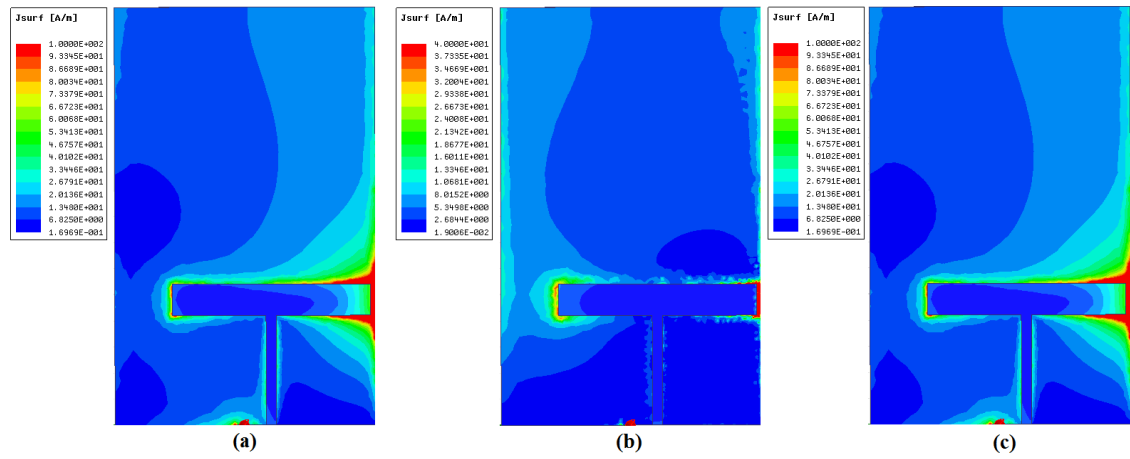 Jsurf [A/m]
1.0000E+002
9.3345E+001
8.6689E+001
8.0034E+001
7.3379E+001
6.6723E+001
6.0068E+001
5.3413E+001
4.6757E+001
4.0102E+001
3.3446E+001
2.6791E+001
2.0136E+001
1.3480E+001
6.8250E+000
1.6969E-001
(a)
Jsurf [A/m]
4.0000E+001
3.7335E+001
3.4669E+001
3.2004E+001
2.9338E+001
2.6673E+001
2.4008E+001
2.1342E+001
1.8677E+001
1.6011E+001
1.3346E+001
1.0681E+001
8.0152E+000
5.3498E+000
2.6844E+000
1.9006E-002
(b)
Jsurf [A/m]
1.0000E+002
9.3345E+001
8.6689E+001
8.0034E+001
7.3379E+001
6.6723E+001
6.0068E+001
5.3413E+001
4.6757E+001
4.0102E+001
3.3446E+001
2.6791E+001
2.0136E+001
1.3480E+001
6.8250E+000
1.6969E-001
(c)